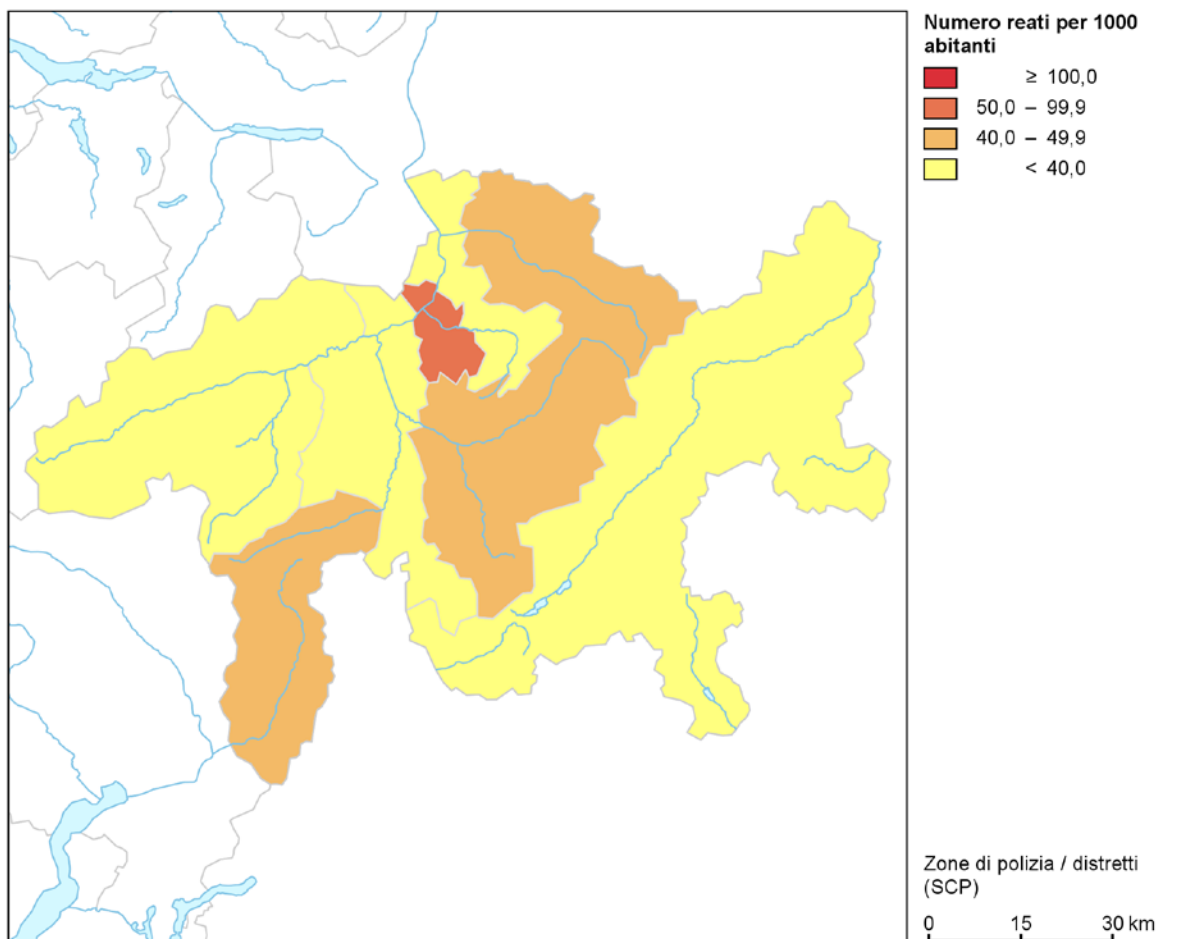 Numero reati per 1000
abitanti
≥ 100,0
50,0 – 99,9
40,0 – 49,9
< 40,0
Zone di polizia / distretti
(SCP)
0 15 30 km